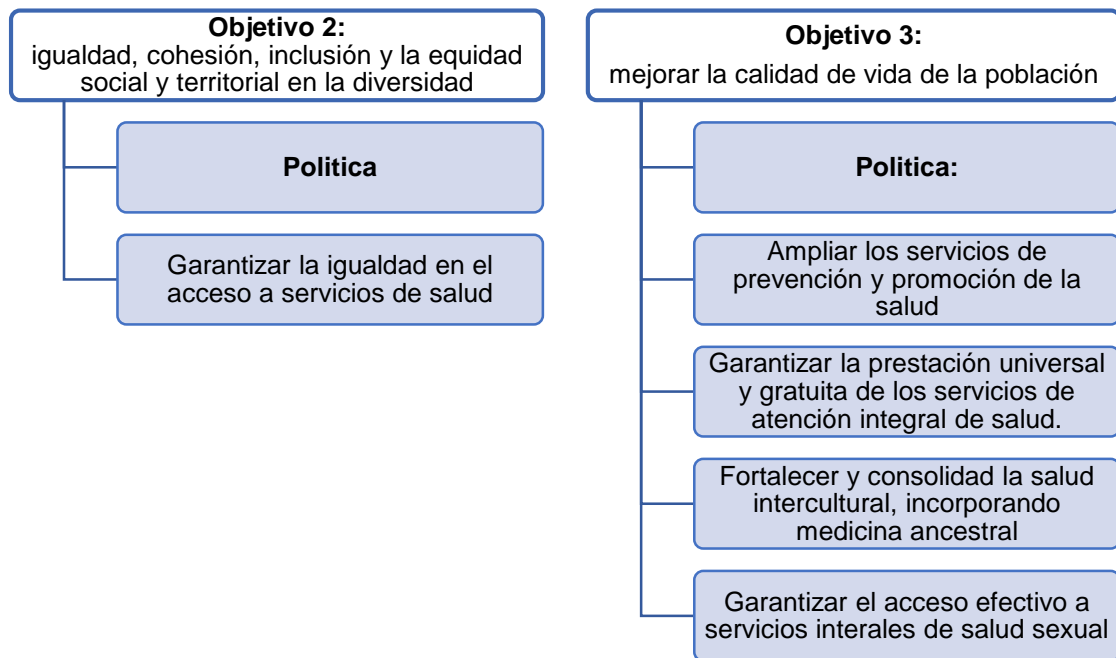 Objetivo 2:
igualdad, cohesión, inclusión y la equidad
social y territorial en la diversidad
Politica
Garantizar la igualdad en el
acceso a servicios de salud
Objetivo 3:
mejorar la calidad de vida de la población
Politica:
Ampliar los servicios de
prevención y promoción de la
salud
Garantizar la prestación universal
y gratuita de los servicios de
atención integral de salud.
Fortalecer y consolidad la salud
intercultural, incorporando
medicina ancestral
Garantizar el acceso efectivo a
servicios interales de salud sexual